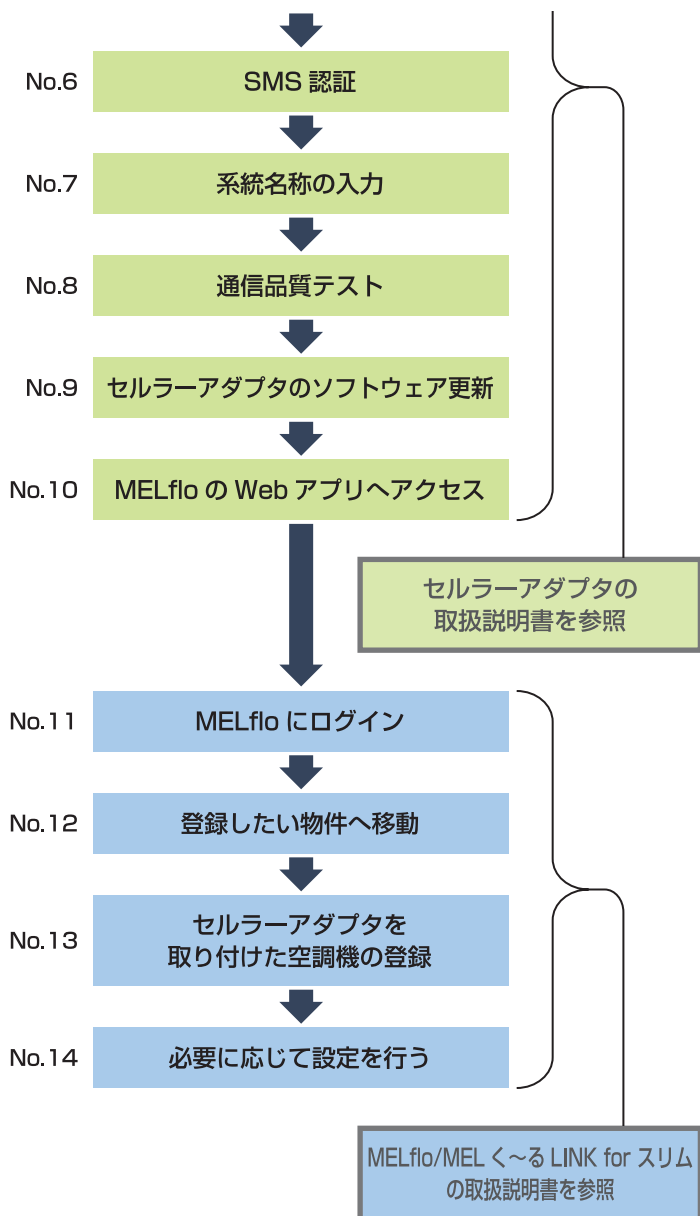 No.6 SMS 認証
No.7 系統名称の入力
No.8 通信品質テスト
No.9 セルラーアダプタのソフトウェア更新
No.10 MELflo の Web アプリへアクセス
セルラーアダプタの
取扱説明書を参照
No.11 MELflo にログイン
No.12 登録したい物件へ移動
No.13 セルラーアダプタを
取り付けた空調機の登録
No.14 必要に応じて設定を行う
MELflo/MEL く～る LINK for スリム
の取扱説明書を参照